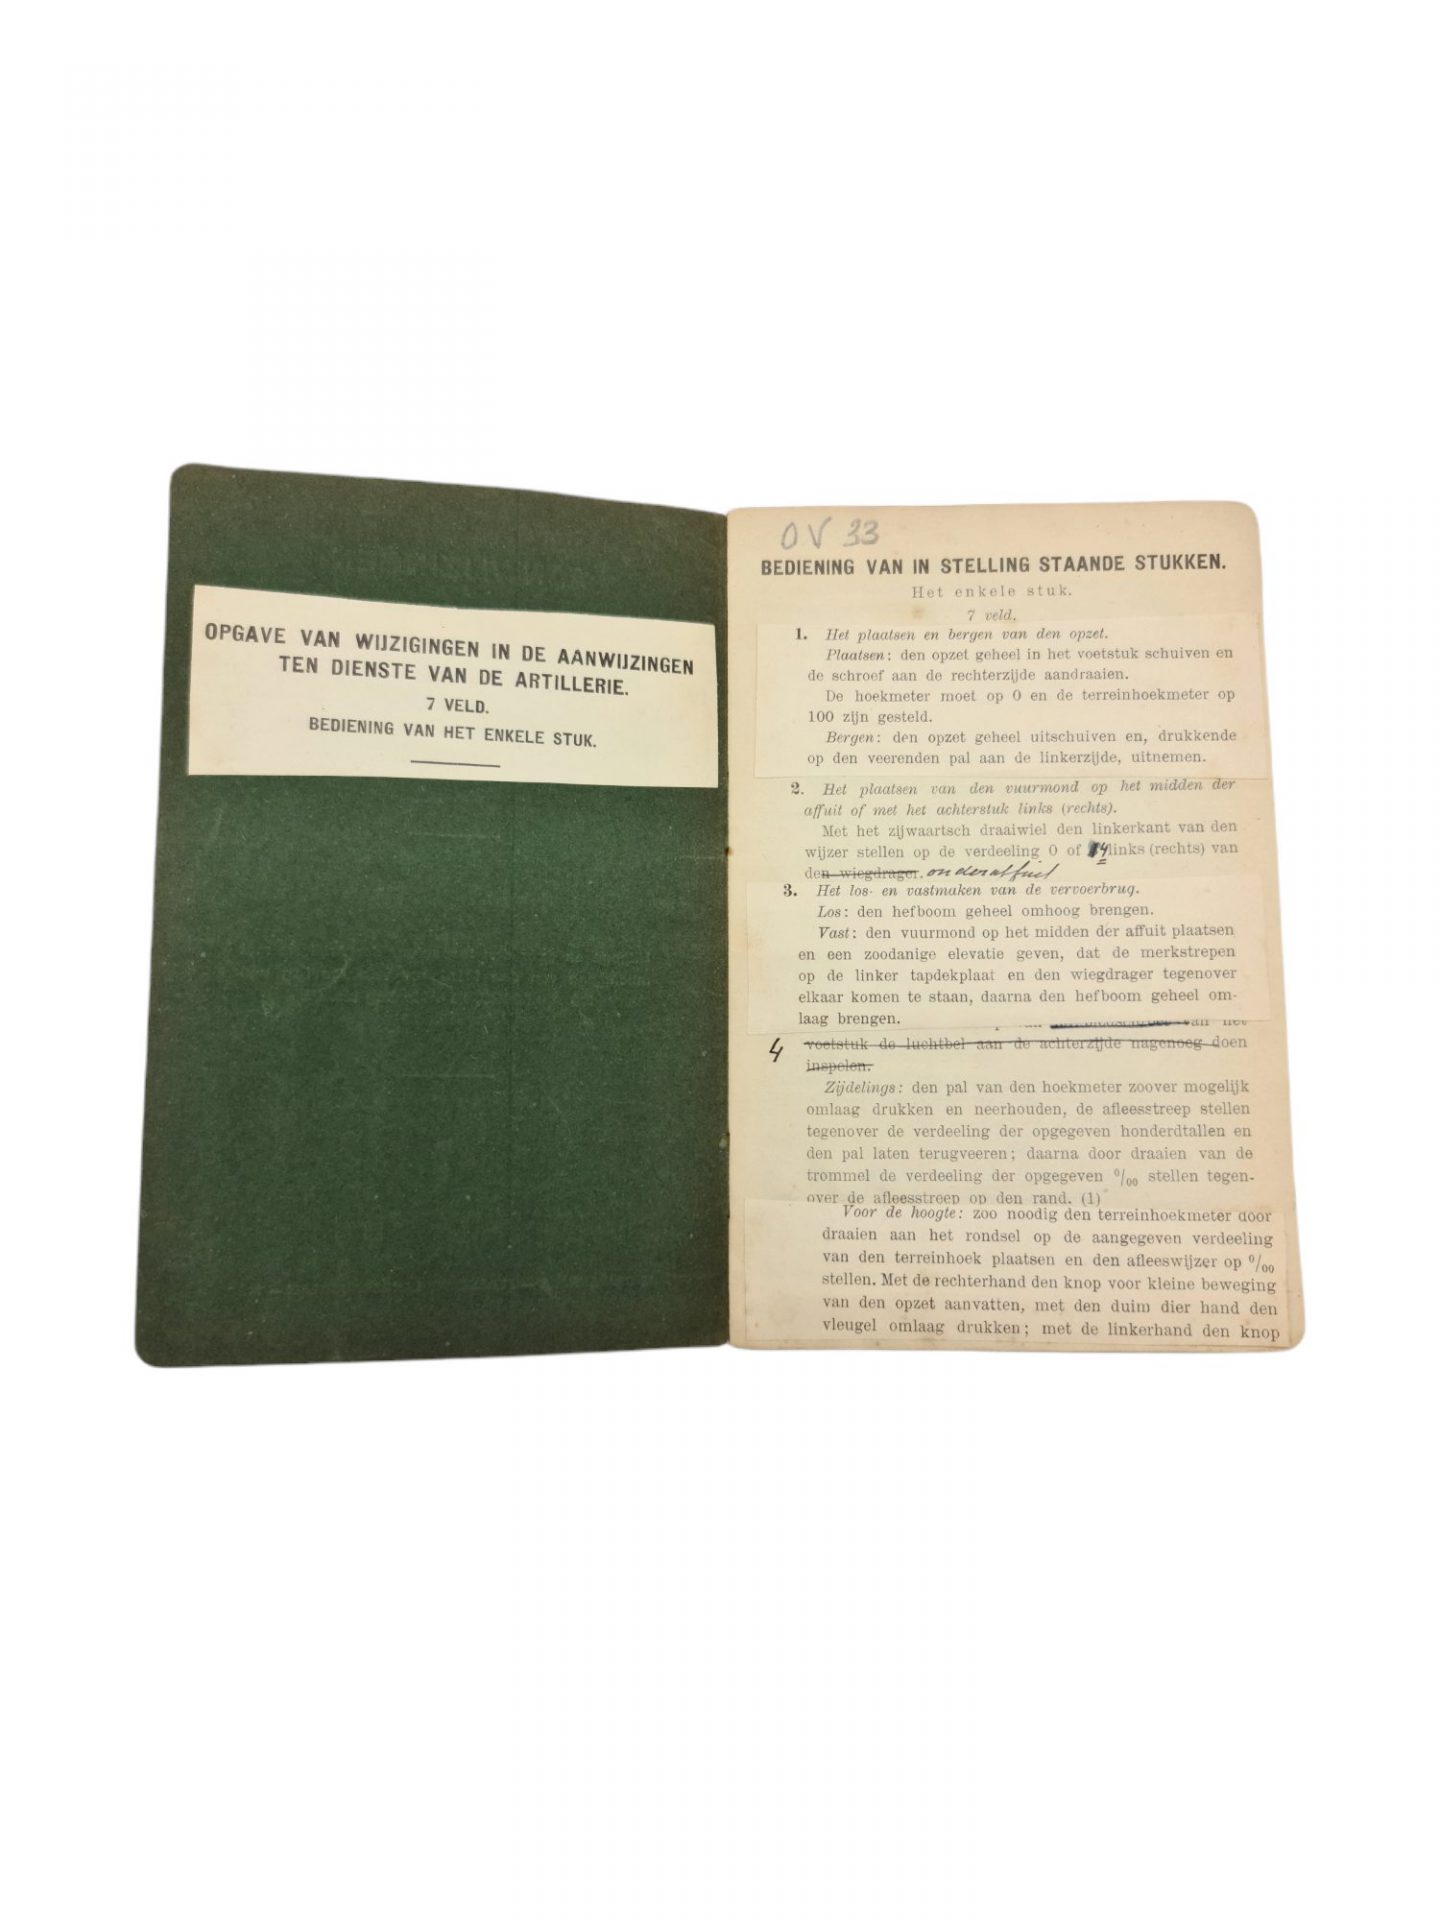 OPGAVE VAN WIJZIGINGEN IN DE AANWIJZINGEN
TEN DIENSTE VAN DE ARTILLERIE.
7 VELD.
BEDIENING VAN HET ENKELE STUK.
OV 33
BEDIENING VAN IN STELLING STAANDE STUKKEN.
Het enkele stuk.
7 veld.
1. Het plaatsen en bergen van den opzet.
Plaatsen: den opzet geheel in het voetstuk schuiven en
de schroef aan de rechterzijde aandraaien.
De hoekmeter moet op 0 en de terreinhoekmeter op
100 zijn gesteld.
Bergen: den opzet geheel uitschuiven en, drukkende
op den veerenden pal aan de linkerzijde, uitnemen.
2. Het plaatsen van den vuurmond op het midden der
affuit of met het achterstuk links (rechts).
Met het zijwaartsch draaiwiel den linkerkant van den
wijzer stellen op de verdeeling 0 of 14 links (rechts) van
den wiegdrager. onderaffuit
3. Het los- en vastmaken van de vervoerbrug.
Los: den hefboom geheel omhoog brengen.
Vast: den vuurmond op het midden der affuit plaatsen
en een zoodanige elevatie geven, dat de merkstrepen
op de linker tapdekplaat en den wiegdrager tegenover
elkaar komen te staan, daarna den hefboom geheel om-
laag brengen.
van het
4 voetstuk de luchtbel aan de achterzijde nagenoeg doen
inspelen.
Zijdelings: den pal van den hoekmeter zoover mogelijk
omlaag drukken en neerhouden, de afleesstreep stellen
tegenover de verdeeling der opgegeven honderdtallen en
den pal laten terugveeren; daarna door draaien van de
trommel de verdeeling der opgegeven 0/00 stellen tegen-
over de afleesstreep op den rand. (1)
Voor de hoogte: zoo noodig den terreinhoekmeter door
draaien aan het rondsel op de aangegeven verdeeling
van den terreinhoek plaatsen en den afleeswijzer op 0/00
stellen. Met de rechterhand den knop voor kleine beweging
van den opzet aanvatten, met den duim dier hand den
vleugel omlaag drukken; met de linkerhand den knop